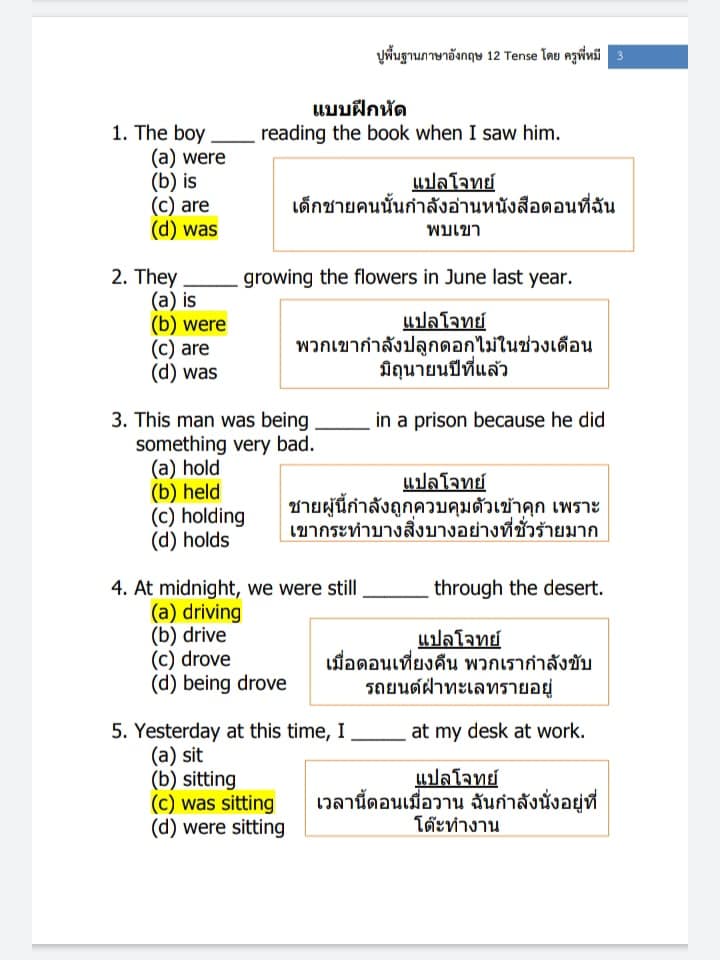 ปูพื้นฐานภาษาอังกฤษ 12 Tense โดย ครูพี่หมี 3
แบบฝึกหัด
1. The boy ____ reading the book when I saw him.
(a) were
(b) is
(c) are
(d) was
แปลโจทย์
เด็กชายคนนั้นกำลังอ่านหนังสือตอนที่ฉัน
พบเขา
2. They _____ growing the flowers in June last year.
(a) is
(b) were
(c) are
(d) was
แปลโจทย์
พวกเขากำลังปลูกดอกไม้ในช่วงเดือน
มิถุนายนปีที่แล้ว
3. This man was being _____ in a prison because he did
something very bad.
(a) hold
(b) held
(c) holding
(d) holds
แปลโจทย์
ชายผู้นี้กำลังถูกควบคุมตัวเข้าคุก เพราะ
เขากระทำบางสิ่งบางอย่างที่ชั่วร้ายมาก
4. At midnight, we were still ______ through the desert.
(a) driving
(b) drive
(c) drove
(d) being drove
แปลโจทย์
เมื่อตอนเที่ยงคืน พวกเรากำลังขับ
รถยนต์ฝ่าทะเลทรายอยู่
5. Yesterday at this time, I _____ at my desk at work.
(a) sit
(b) sitting
(c) was sitting
(d) were sitting
แปลโจทย์
เวลานี้ตอนเมื่อวาน ฉันกำลังนั่งอยู่ที่
โต๊ะทำงาน